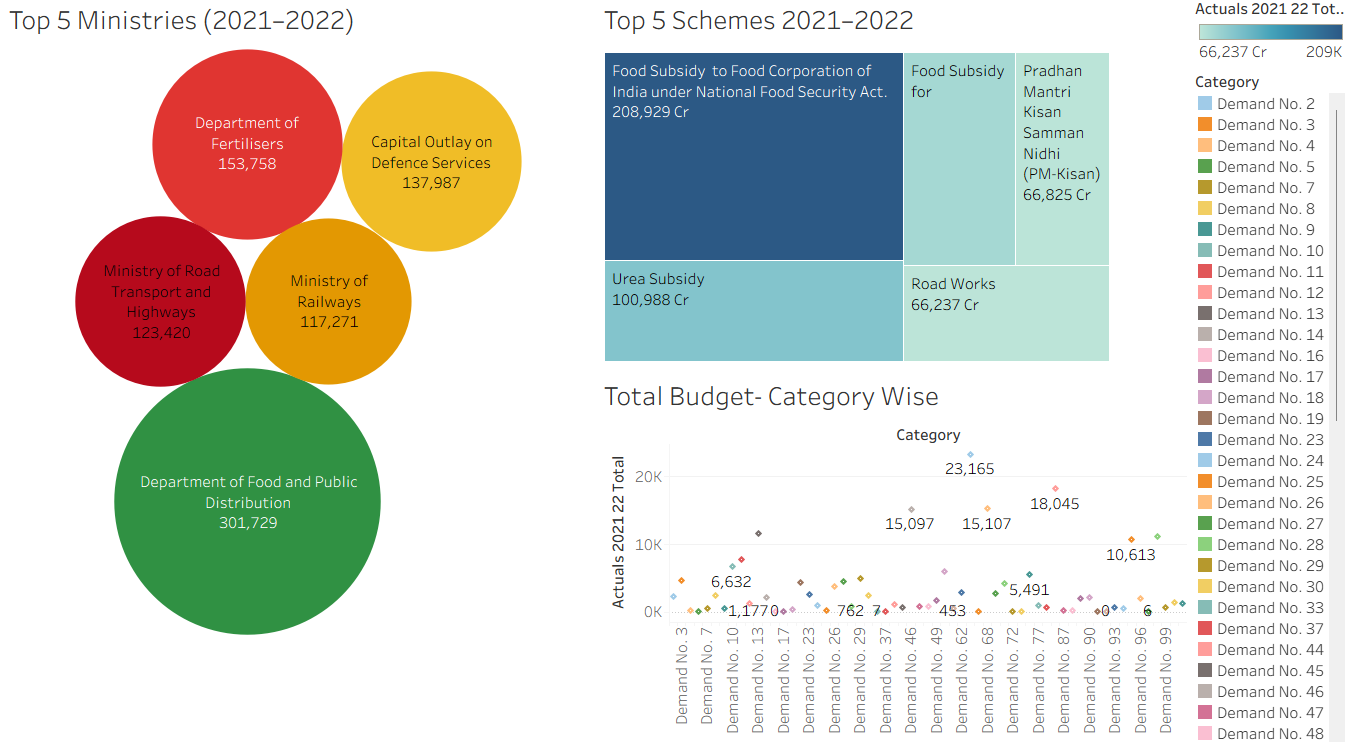 Top 5 Ministries (2021–2022)
Department of
Fertilisers
153,758
Capital Outlay on
Defence Services
137,987
Ministry of Road
Transport and
Highways
123,420
Ministry of
Railways
117,271
Department of Food and Public
Distribution
301,729
Top 5 Schemes 2021–2022
Food Subsidy to Food Corporation of
India under National Food Security Act.
208,929 Cr
Food Subsidy
for
Pradhan
Mantri
Kisan
Samman
Nidhi
(PM-Kisan)
66,825 Cr
Urea Subsidy
100,988 Cr
Road Works
66,237 Cr
Total Budget- Category Wise
Category
Actuals 2021 22 Total
20K
10K
0K
23,165
18,045
15,097
15,107
10,613
6,632
5,491
1,177
0
762
7
453
0
6
Demand No. 3
Demand No. 7
Demand No. 10
Demand No. 13
Demand No. 17
Demand No. 23
Demand No. 26
Demand No. 29
Demand No. 37
Demand No. 46
Demand No. 49
Demand No. 62
Demand No. 68
Demand No. 72
Demand No. 77
Demand No. 87
Demand No. 90
Demand No. 93
Demand No. 96
Demand No. 99
Actuals 2021 22 Tot..
66,237 Cr 209K
Category
Demand No. 2
Demand No. 3
Demand No. 4
Demand No. 5
Demand No. 7
Demand No. 8
Demand No. 9
Demand No. 10
Demand No. 11
Demand No. 12
Demand No. 13
Demand No. 14
Demand No. 16
Demand No. 17
Demand No. 18
Demand No. 19
Demand No. 23
Demand No. 24
Demand No. 25
Demand No. 26
Demand No. 27
Demand No. 28
Demand No. 29
Demand No. 30
Demand No. 33
Demand No. 37
Demand No. 44
Demand No. 45
Demand No. 46
Demand No. 47
Demand No. 48